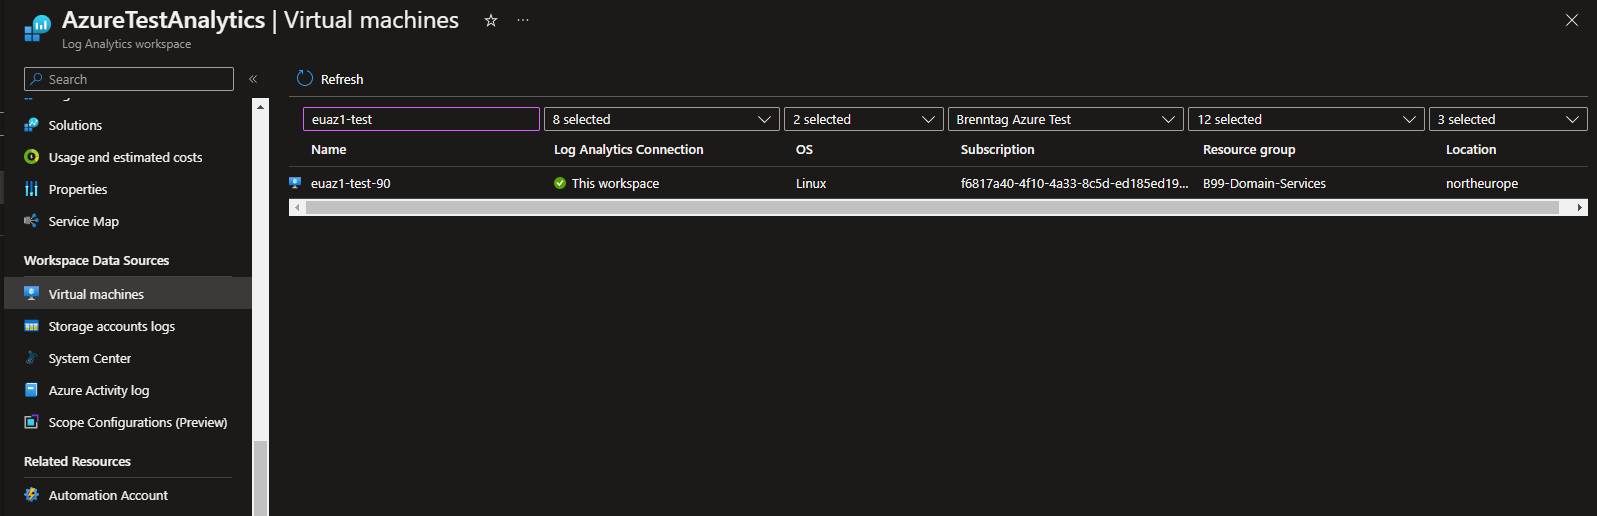 AzureTestAnalytics | Virtual machines
Log Analytics workspace
Search
Refresh
Solutions
Usage and estimated costs
Properties
Service Map
Workspace Data Sources
Virtual machines
Storage accounts logs
System Center
Azure Activity log
Scope Configurations (Preview)
Related Resources
Automation Account
euaz1-test 8 selected 2 selected Brenntag Azure Test 12 selected 3 selected
Name Log Analytics Connection OS Subscription Resource group Location
euaz1-test-90 This workspace Linux f6817a40-4f10-4a33-8c5d-ed185ed19... B99-Domain-Services northeurope